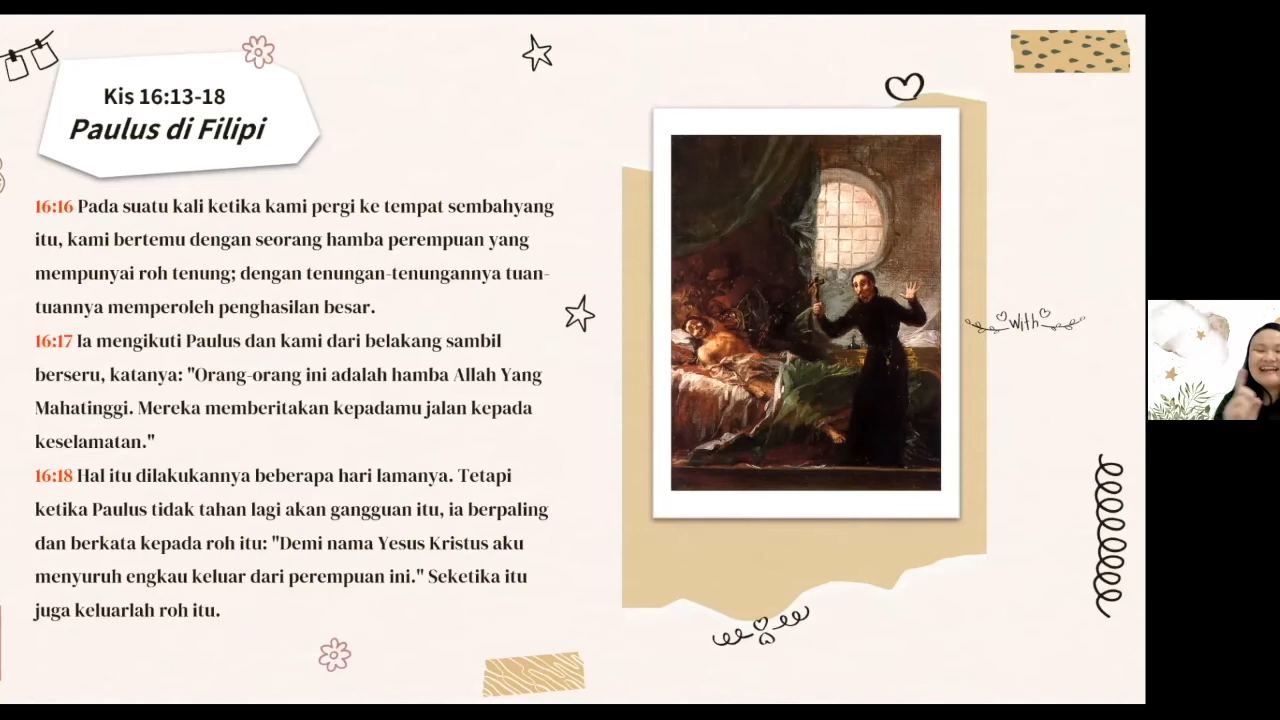 Kis 16:13-18
Paulus di Filipi
16:16 Pada suatu kali ketika kami pergi ke tempat sembahyang
itu, kami bertemu dengan seorang hamba perempuan yang
mempunyai roh tenung; dengan tenungan-tenungannya tuan-
tuannya memperoleh penghasilan besar.
16:17 Ia mengikuti Paulus dan kami dari belakang sambil
berseru, katanya: "Orang-orang ini adalah hamba Allah Yang
Mahatinggi. Mereka memberitakan kepadamu jalan kepada
keselamatan."
16:18 Hal itu dilakukannya beberapa hari lamanya. Tetapi
ketika Paulus tidak tahan lagi akan gangguan itu, ia berpaling
dan berkata kepada roh itu: "Demi nama Yesus Kristus aku
menyuruh engkau keluar dari perempuan ini." Seketika itu
juga keluarlah roh itu.
With